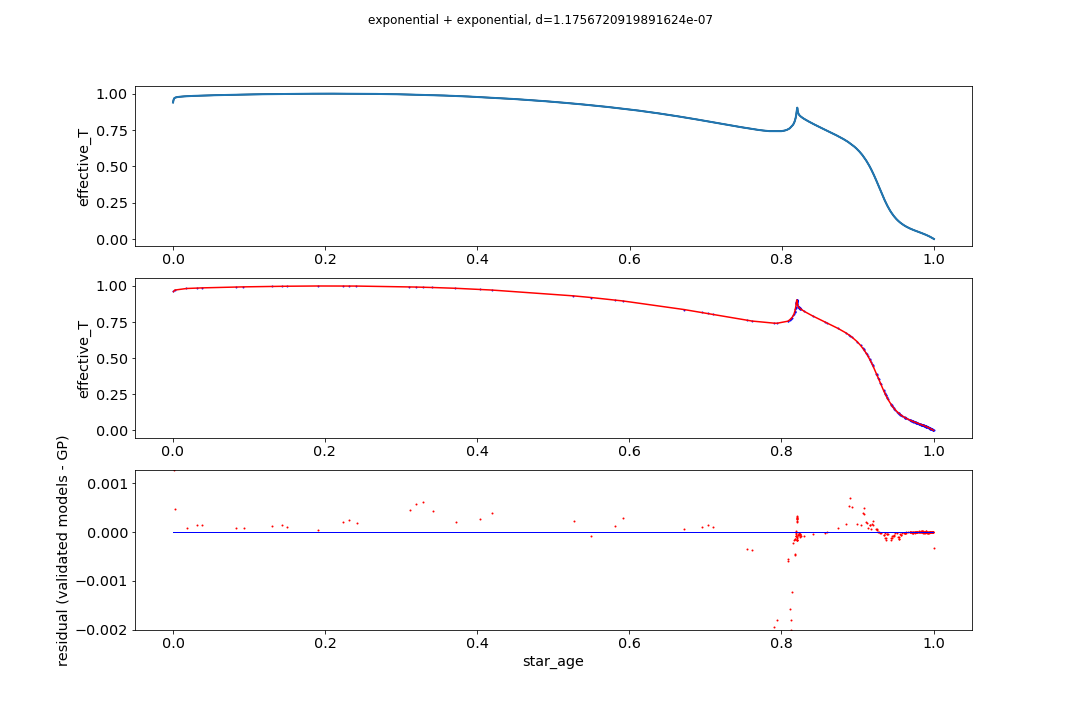 exponential + exponential, d=1.1756720919891624e-07
effective_T
1.00
0.75
0.50
0.25
0.00
0.0 0.2 0.4 0.6 0.8 1.0
effective_T
1.00
0.75
0.50
0.25
0.00
0.0 0.2 0.4 0.6 0.8 1.0
residual (validated models - GP)
0.001
0.000
−0.001
−0.002
0.0 0.2 0.4 0.6 0.8 1.0
star_age